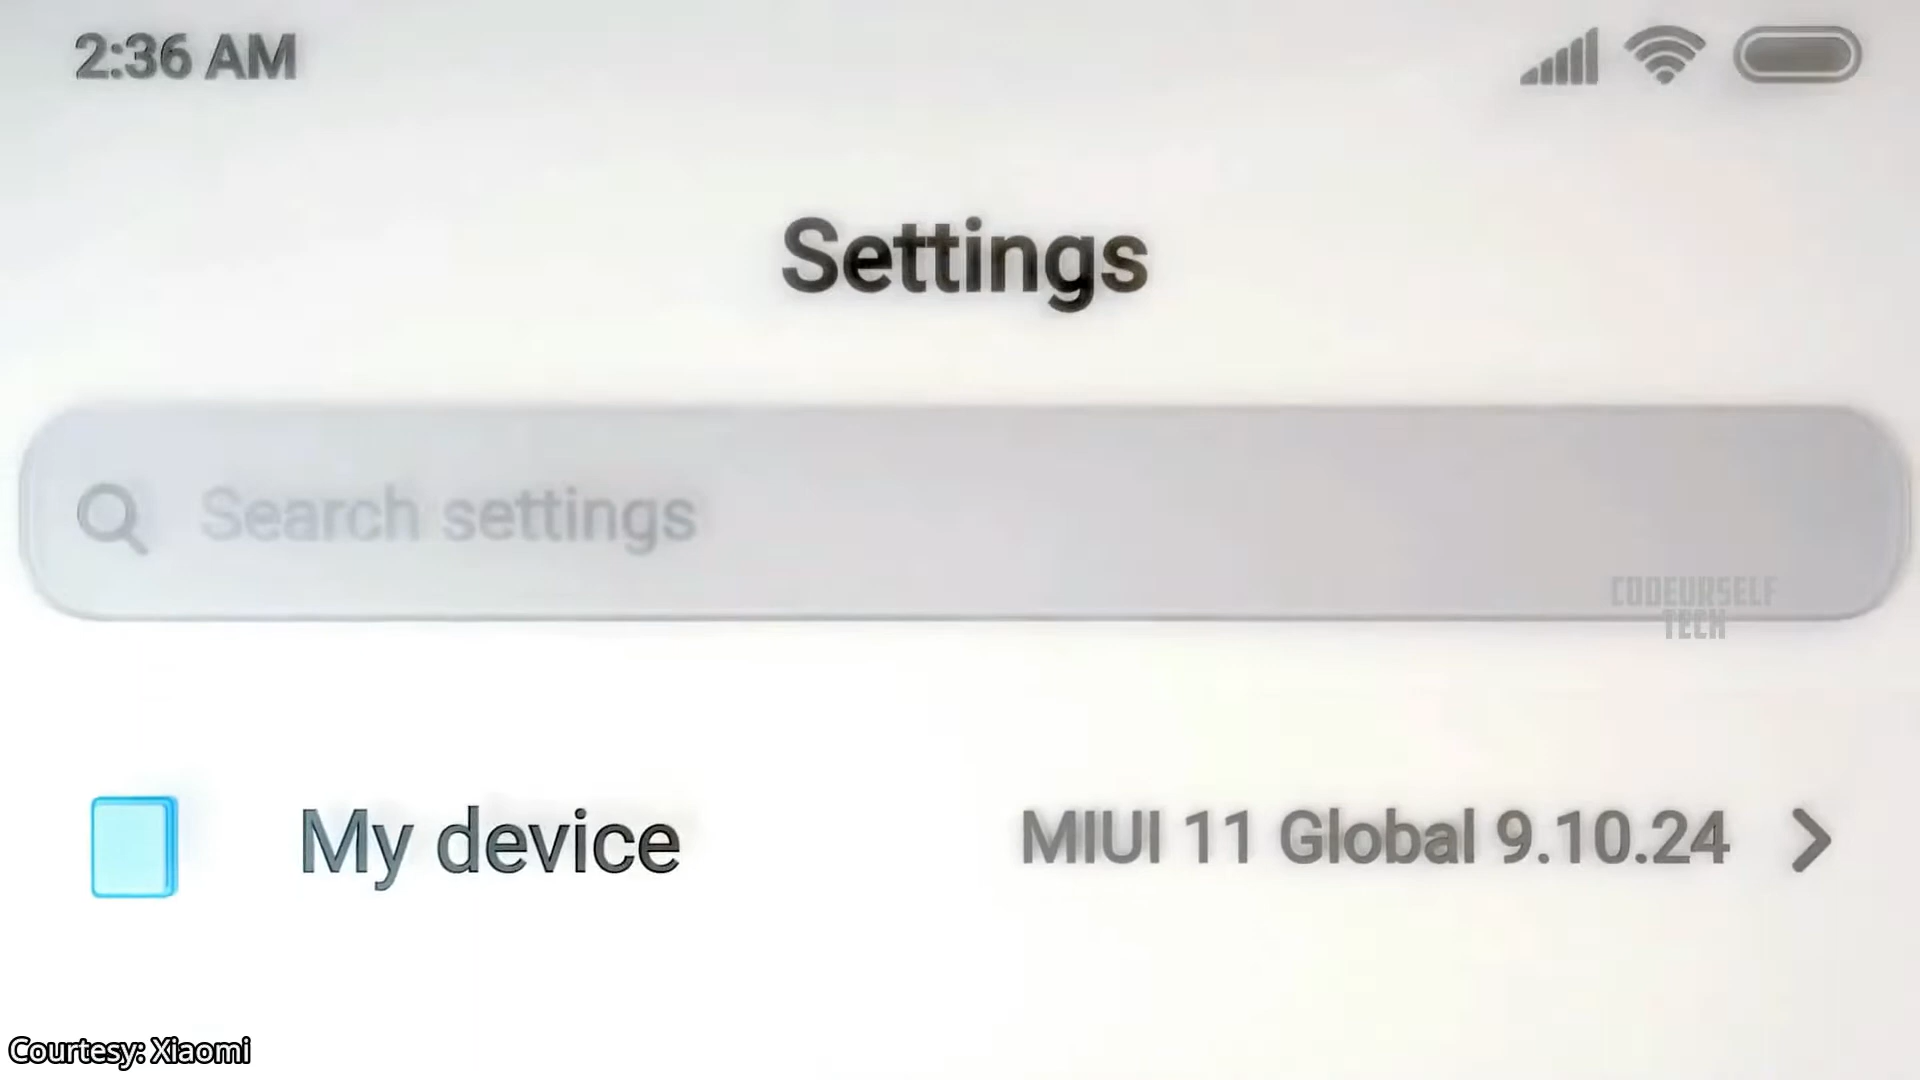 2:36 AM
Settings
Search settings
CODEURSELF
TECH
My device
MIUI 11 Global 9.10.24
Courtesy: Xiaomi